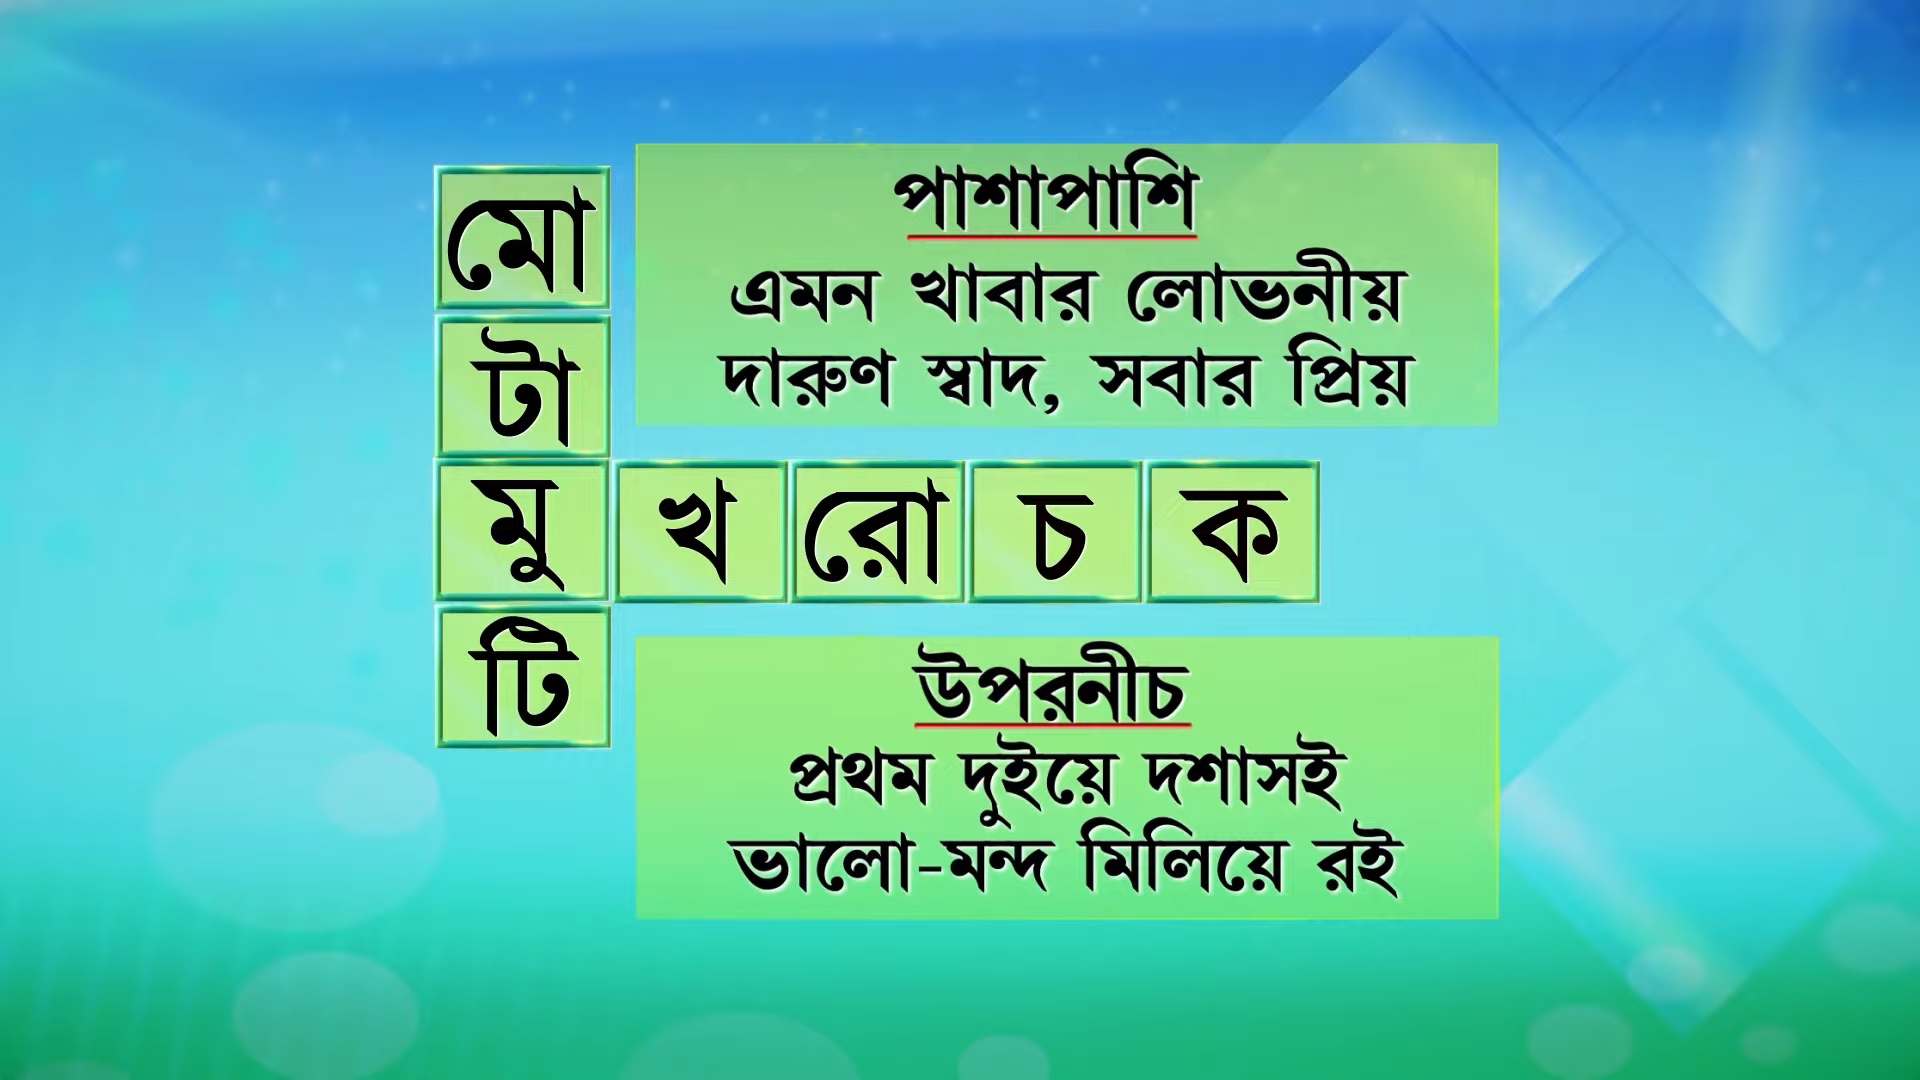 মো
পাশাপাশি
এমন খাবার লোভনীয়
টা
দারুণ স্বাদ, সবার প্রিয়
মু খ রো চ ক
টি
উপরনীচ
প্রথম দুইয়ে দশাসই
ভালো-মন্দ মিলিয়ে রই